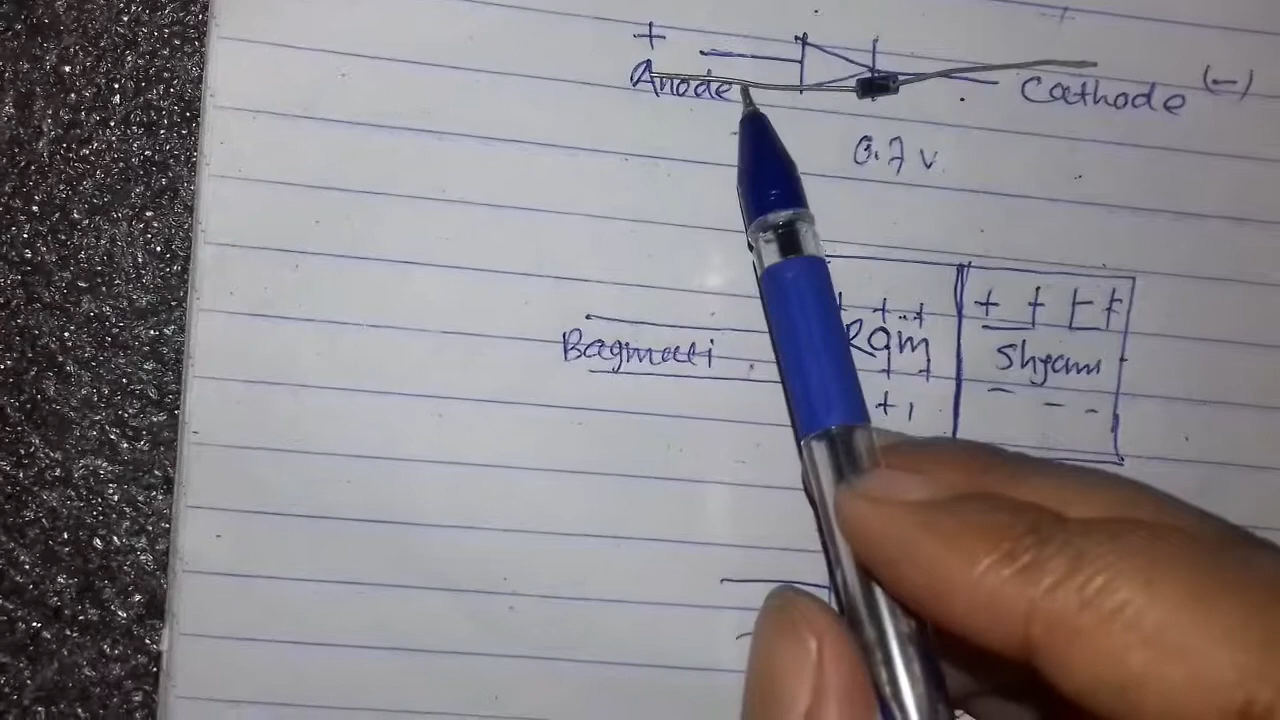 +
Anode Cathode (-)
0.7 v.
+ + + + + + +
Bagmati Ram Shyam
- - -
+